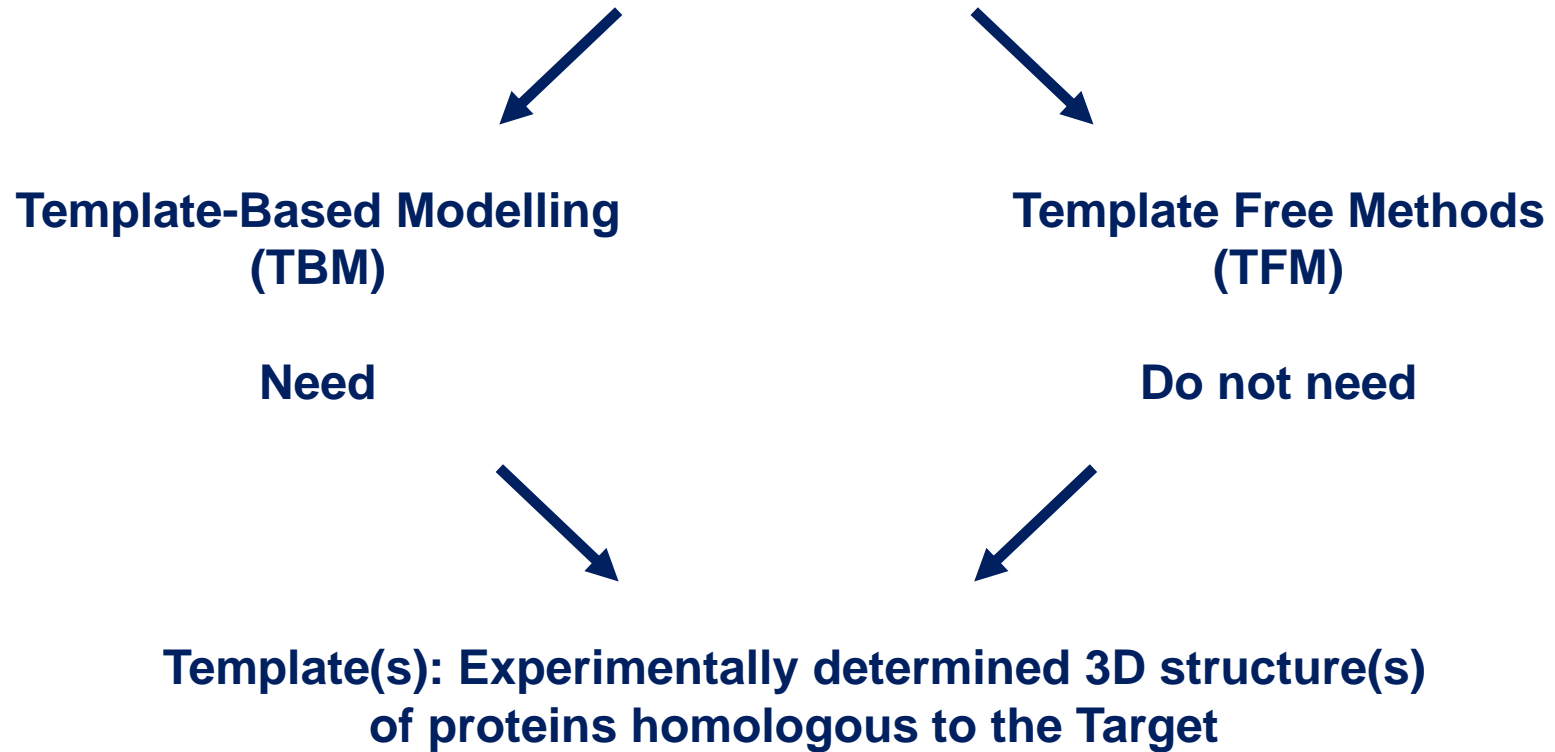 Template-Based Modelling
(TBM)
Template Free Methods
(TFM)
Need
Do not need
Template(s): Experimentally determined 3D structure(s)
of proteins homologous to the Target